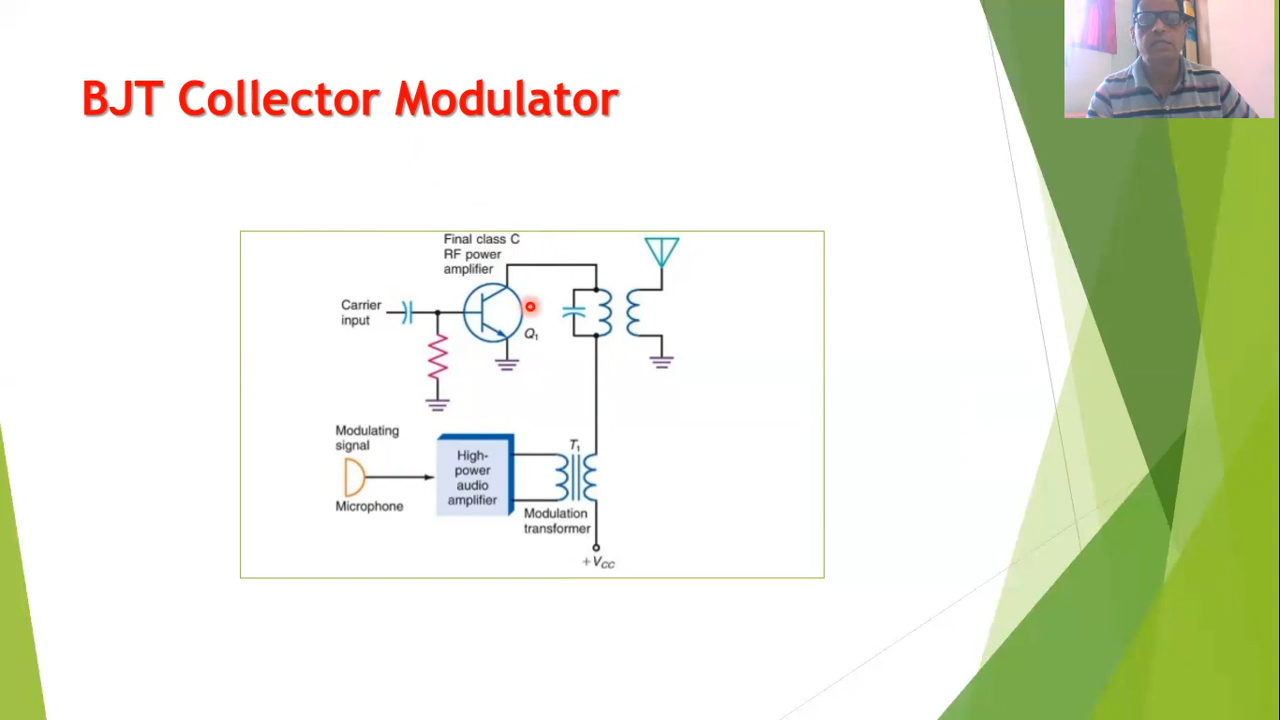 BJT Collector Modulator
Final class C
RF power
amplifier
Carrier
input
Q1
Modulating
signal
High-
power
audio
amplifier
T1
Microphone
Modulation
transformer
+VCC